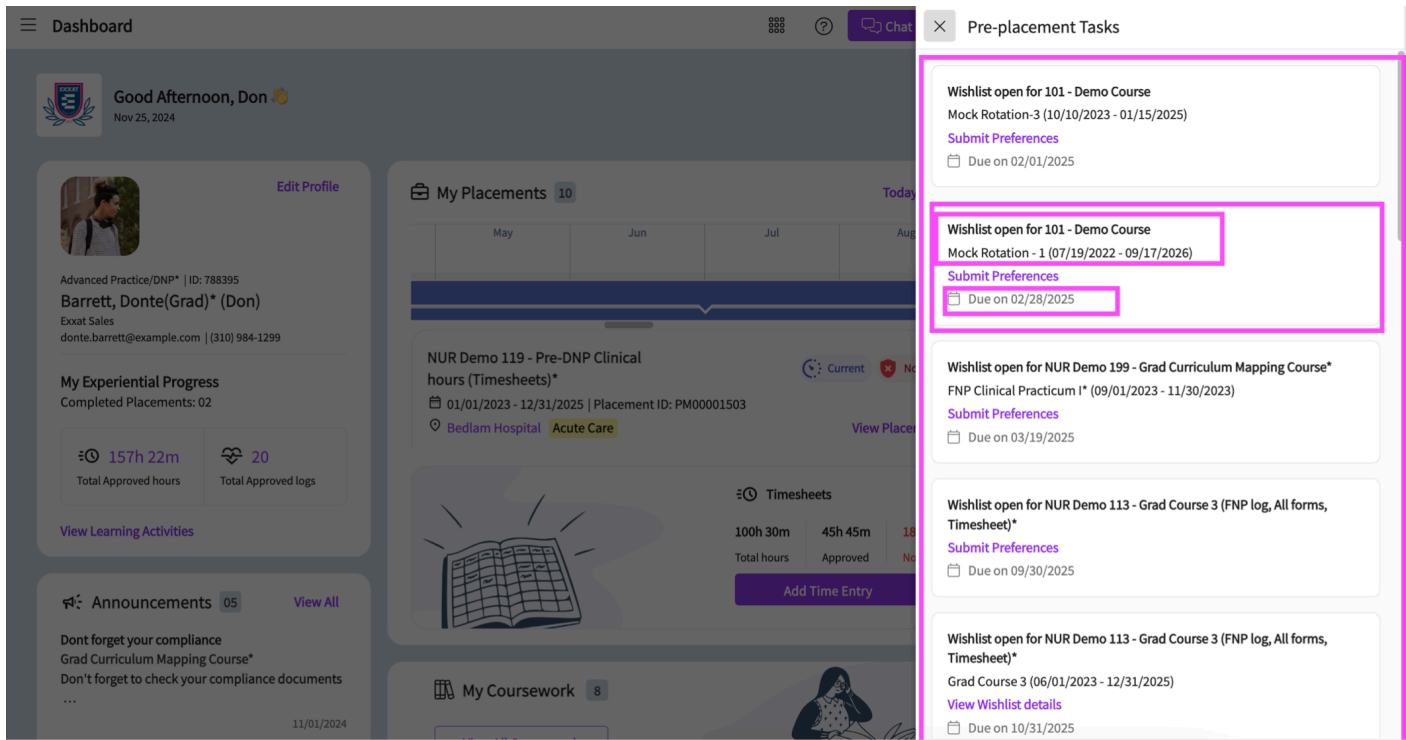 Dashboard
Chat
Good Afternoon, Don
Nov 25, 2024
EXXAT
Edit Profile
Advanced Practice/DNP* | ID: 788395
Barrett, Donte(Grad)* (Don)
Exxat Sales
donte.barrett@example.com | (310) 984-1299
My Experiential Progress
Completed Placements: 02
157h 22m
Total Approved hours
20
Total Approved logs
View Learning Activities
Announcements 05
View All
Dont forget your compliance
Grad Curriculum Mapping Course*
Don't forget to check your compliance documents
...
11/01/2024
My Placements 10
Today
May Jun Jul Aug
NUR Demo 119 - Pre-DNP Clinical
hours (Timesheets)*
Current
01/01/2023 - 12/31/2025 | Placement ID: PM00001503
Bedlam Hospital Acute Care
View Placer
Timesheets
100h 30m
Total hours
45h 45m
Approved
18
No
Add Time Entry
My Coursework 8
Pre-placement Tasks
Wishlist open for 101 - Demo Course
Mock Rotation-3 (10/10/2023 - 01/15/2025)
Submit Preferences
Due on 02/01/2025
Wishlist open for 101 - Demo Course
Mock Rotation - 1 (07/19/2022 - 09/17/2026)
Submit Preferences
Due on 02/28/2025
Wishlist open for NUR Demo 199 - Grad Curriculum Mapping Course*
FNP Clinical Practicum I* (09/01/2023 - 11/30/2023)
Submit Preferences
Due on 03/19/2025
Wishlist open for NUR Demo 113 - Grad Course 3 (FNP log, All forms,
Timesheet)*
Submit Preferences
Due on 09/30/2025
Wishlist open for NUR Demo 113 - Grad Course 3 (FNP log, All forms,
Timesheet)*
Grad Course 3 (06/01/2023 - 12/31/2025)
View Wishlist details
Due on 10/31/2025